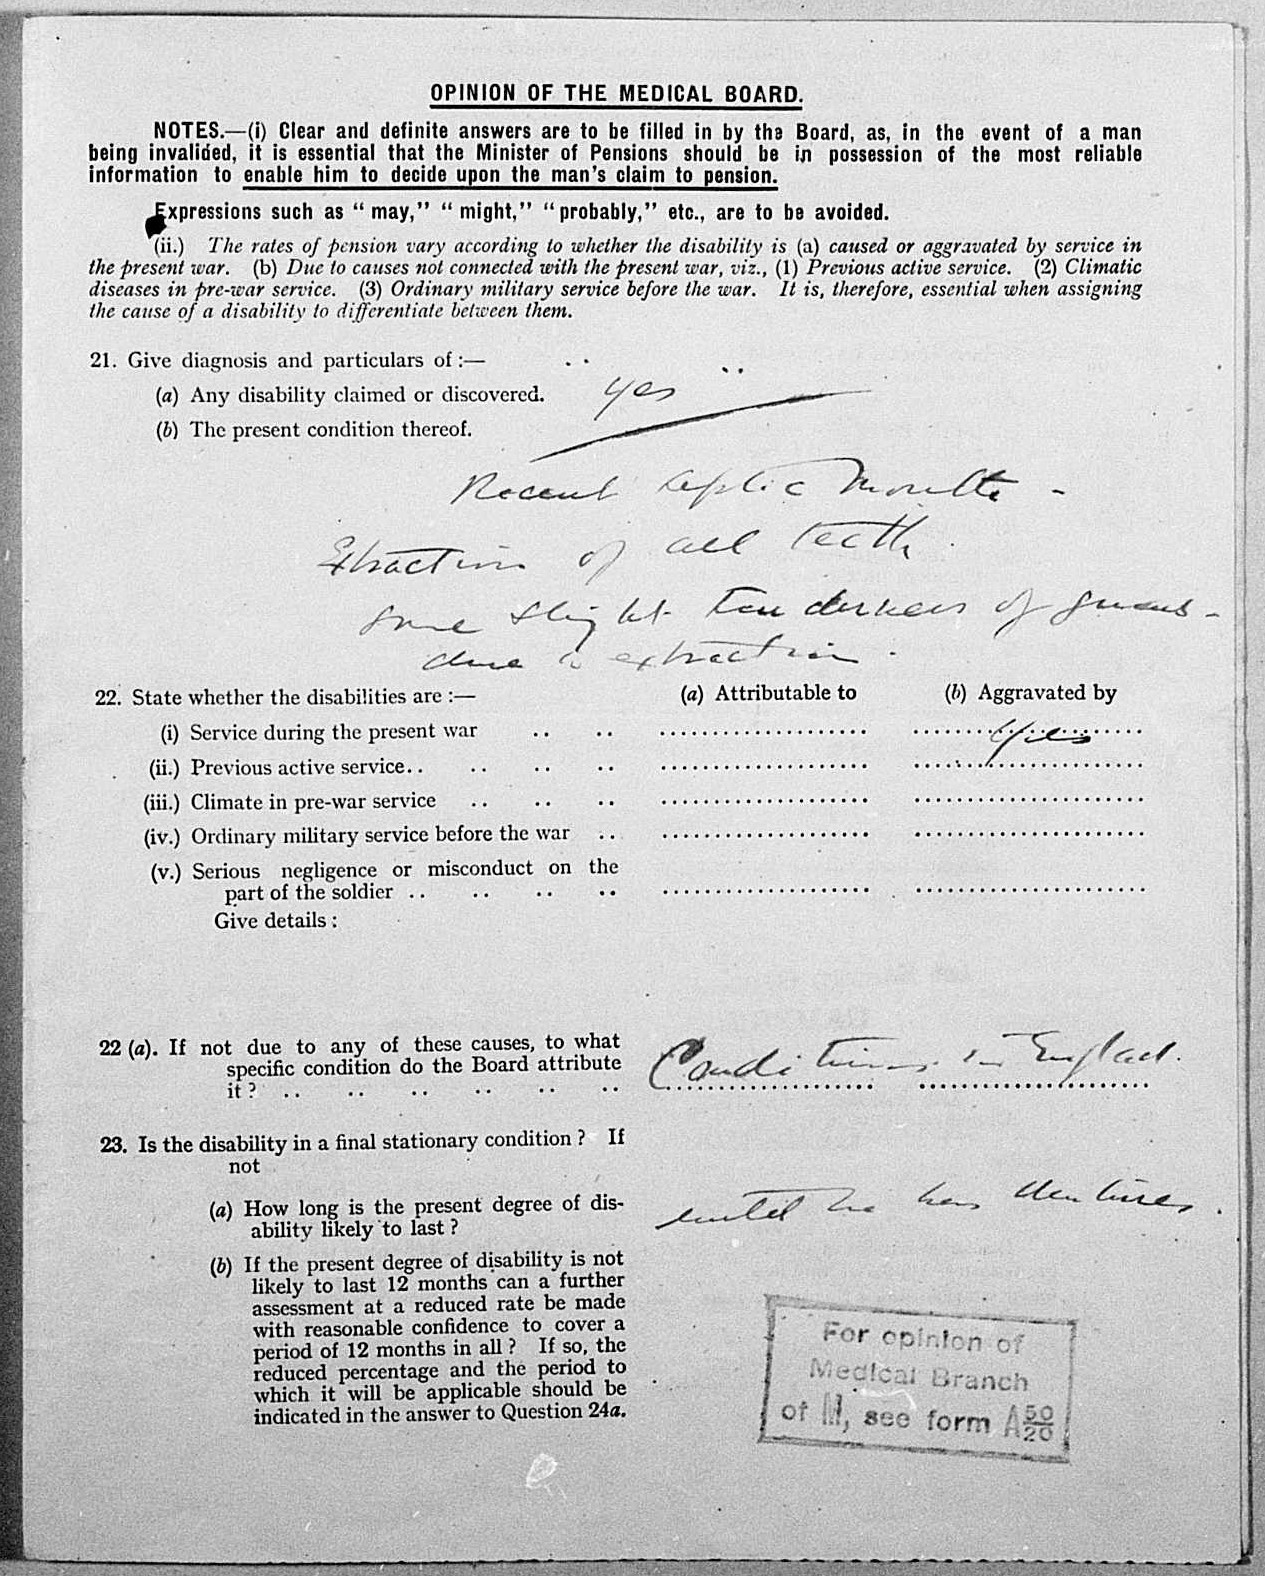 OPINION OF THE MEDICAL BOARD.
NOTES.—(i) Clear and definite answers are to be filled in by the Board, as, in the event of a man
being invalided, it is essential that the Minister of Pensions should be in possession of the most reliable
information to enable him to decide upon the man's claim to pension.
Expressions such as "may," "might," "probably," etc., are to be avoided.
(ii.) The rates of pension vary according to whether the disability is (a) caused or aggravated by service in
the present war. (b) Due to causes not connected with the present war, viz., (1) Previous active service. (2) Climatic
diseases in pre-war service. (3) Ordinary military service before the war. It is, therefore, essential when assigning
the cause of a disability to differentiate between them.
21. Give diagnosis and particulars of :— .. ..
(a) Any disability claimed or discovered. yes
(b) The present condition thereof.
Recent septic mouth -
Extraction of all teeth.
some slight tenderness of gums -
due to extraction.
22. State whether the disabilities are :— (a) Attributable to (b) Aggravated by
(i) Service during the present war .. .. yes
(ii.) Previous active service.. .. .. ..
(iii.) Climate in pre-war service .. .. ..
(iv.) Ordinary military service before the war ..
(v.) Serious negligence or misconduct on the
part of the soldier .. .. .. ..
Give details :
22 (a). If not due to any of these causes, to what
specific condition do the Board attribute
it ? .. .. .. .. .. .. Conditions in England.
23. Is the disability in a final stationary condition ? If
not
(a) How long is the present degree of dis-
ability likely to last ? until he has dentures.
(b) If the present degree of disability is not
likely to last 12 months can a further
assessment at a reduced rate be made
with reasonable confidence to cover a
period of 12 months in all ? If so, the
reduced percentage and the period to
which it will be applicable should be
indicated in the answer to Question 24a.
For opinion of
Medical Branch
of M, see form A 50/20